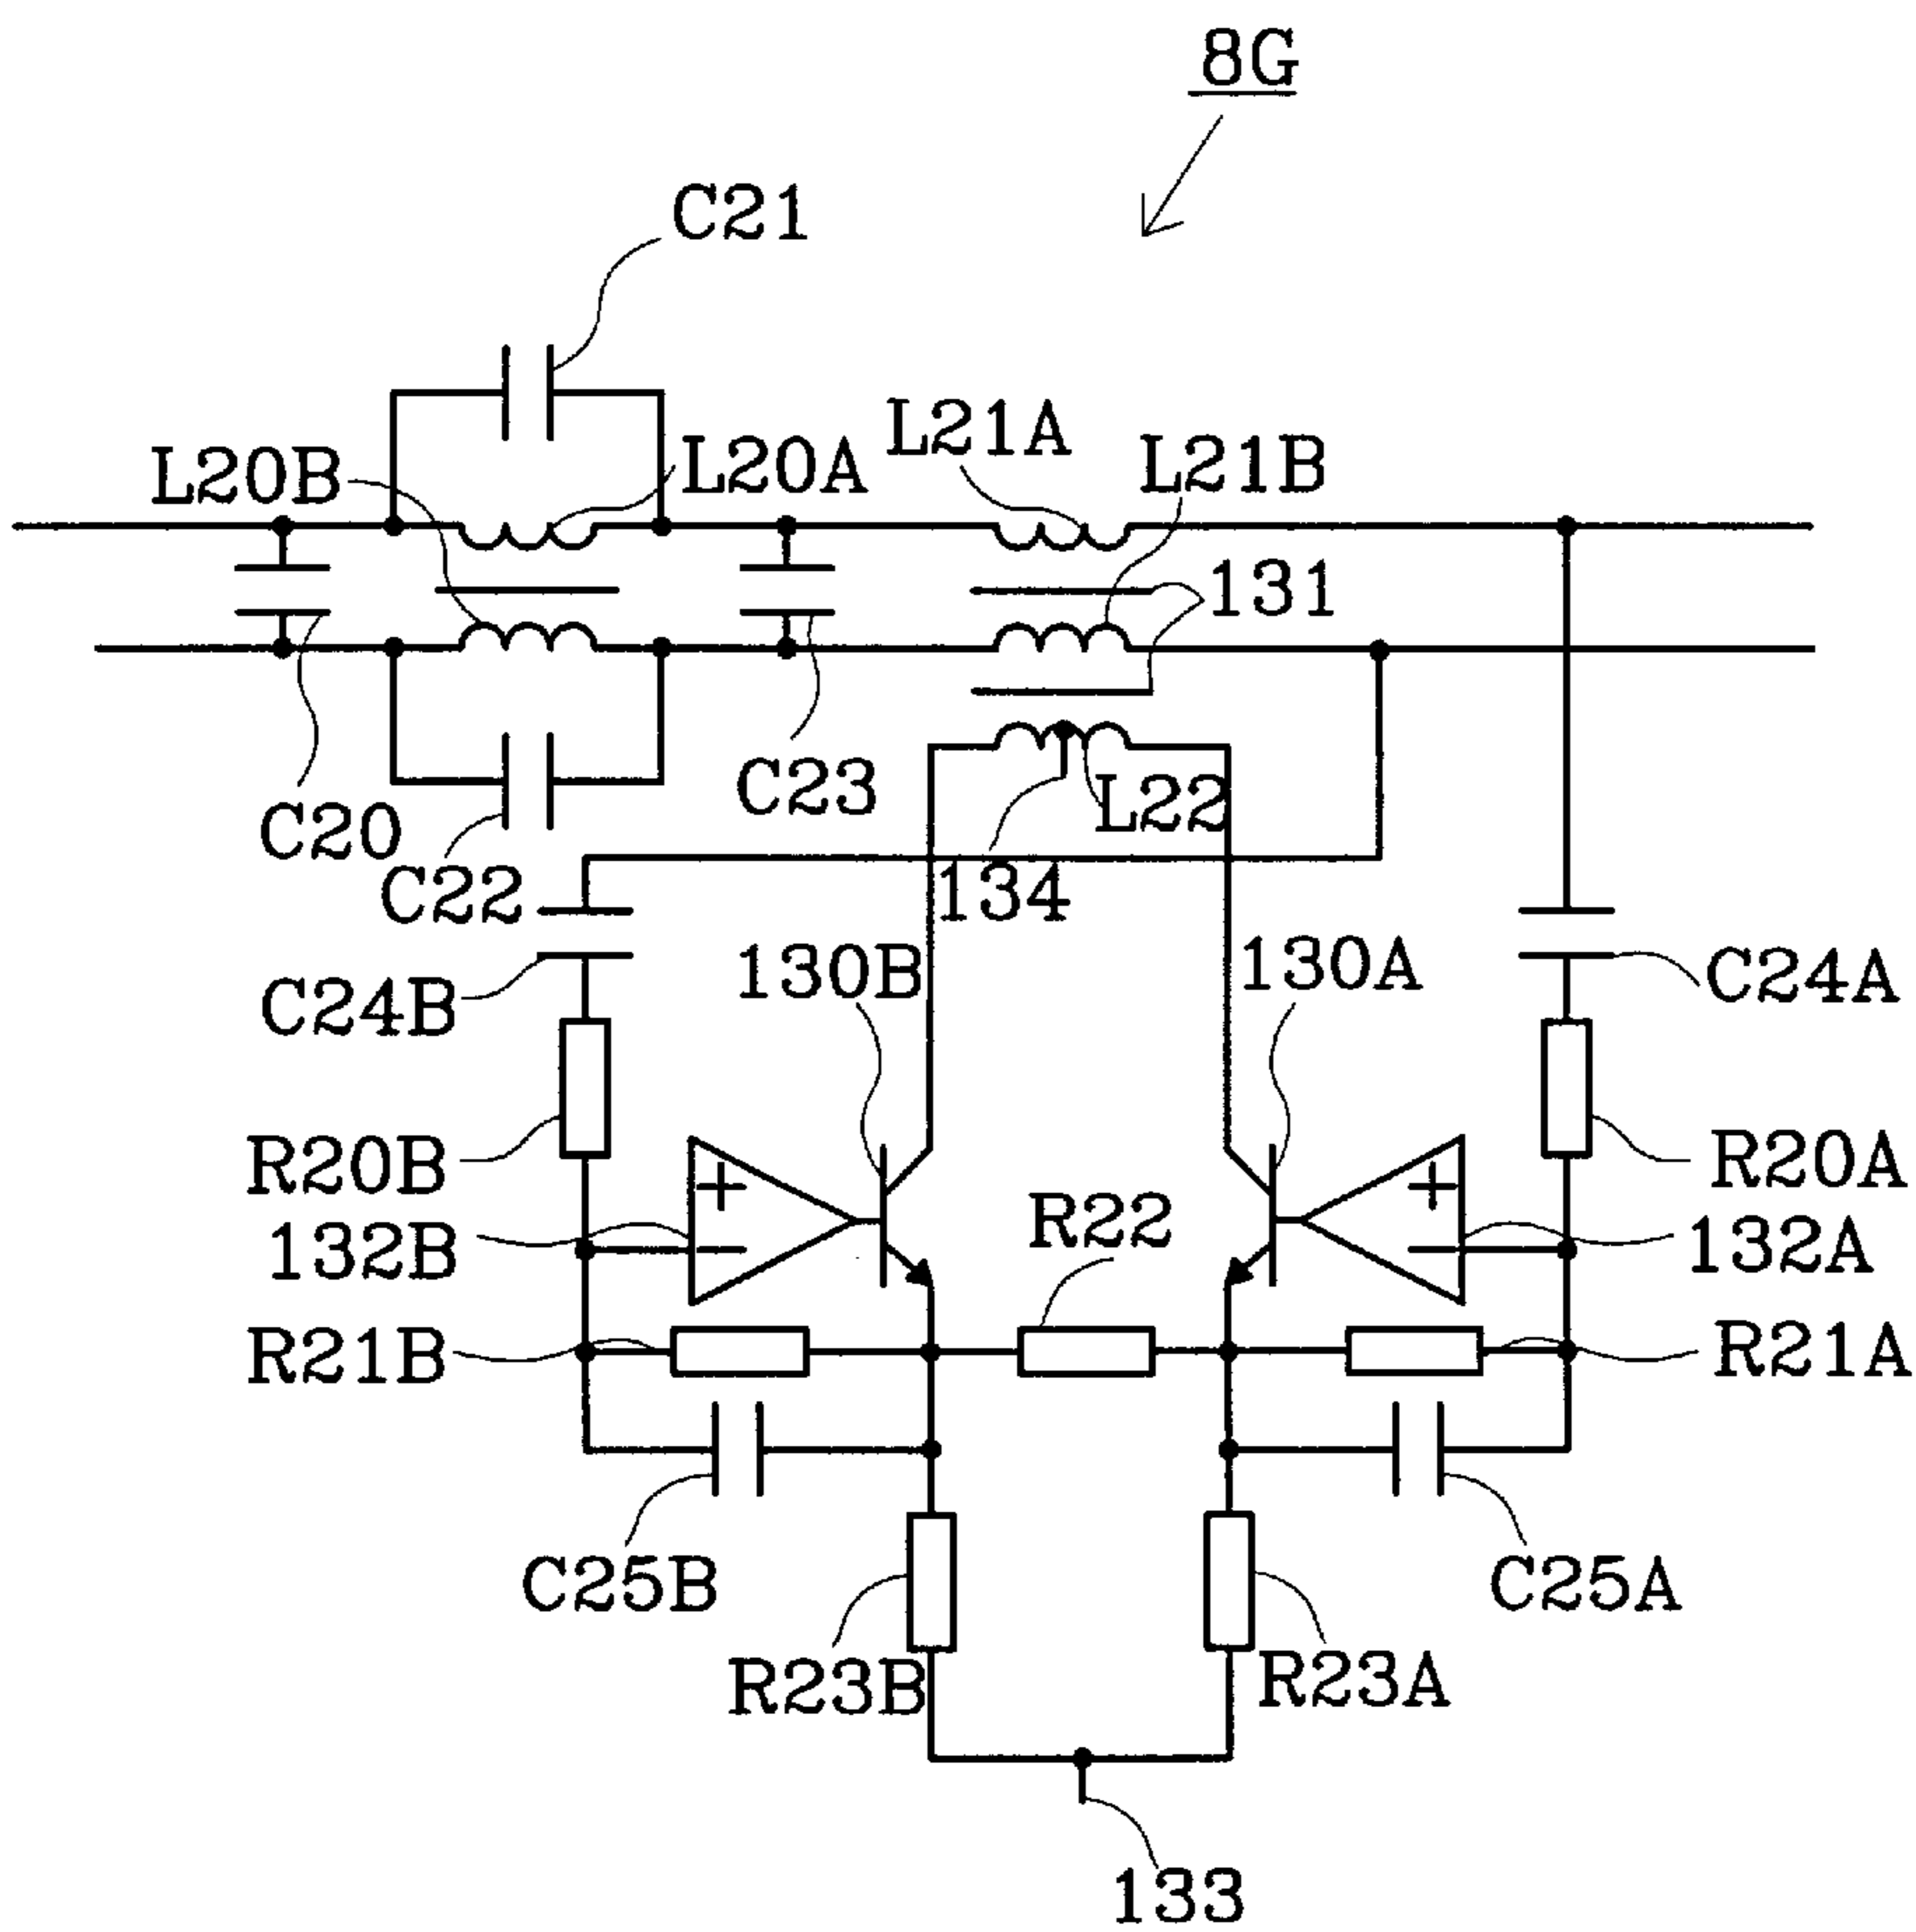 8G
C21
L21A
L20B
L20A
L21B
131
C23
L22
C20
C22
134
130B
130A
C24B
C24A
R20B
R20A
R22
132B
132A
R21B
R21A
C25B
C25A
R23B
R23A
133